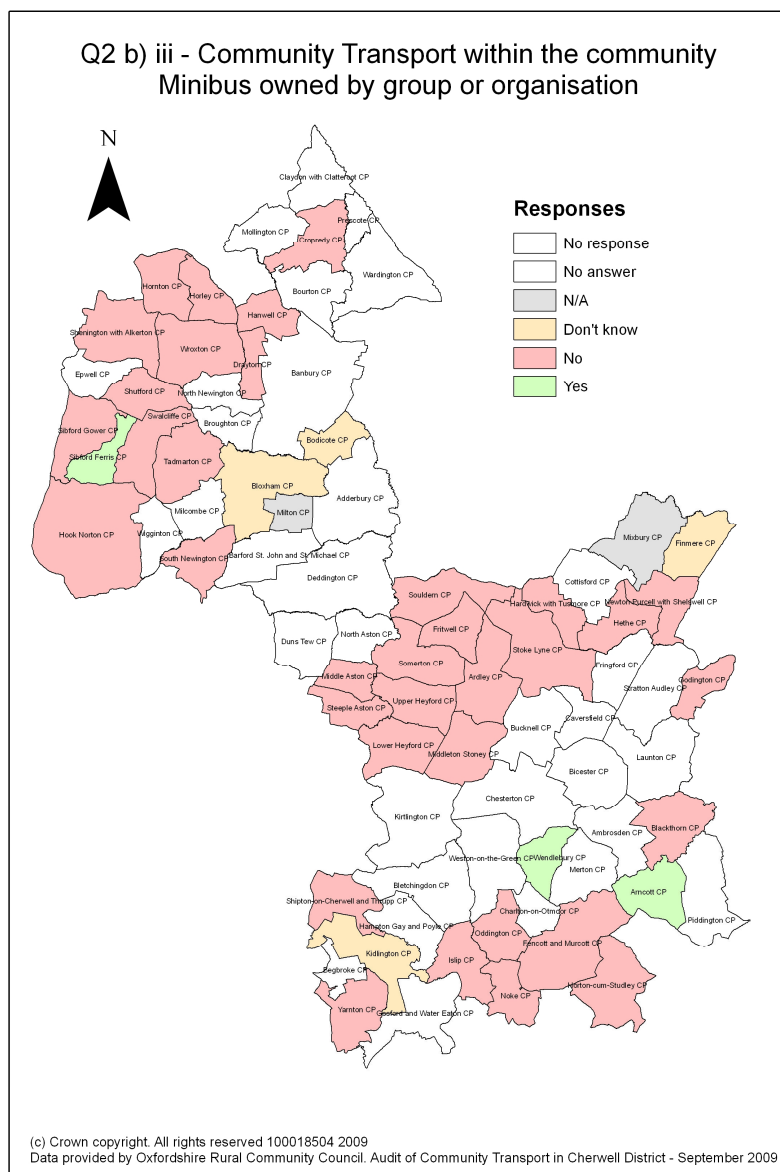 Q2 b) iii - Community Transport within the community
Minibus owned by group or organisation
N
Responses
No response
No answer
N/A
Don't know
No
Yes
Claydon with Clattercot CP
Prescote CP
Mollington CP
Cropredy CP
Wardington CP
Bourton CP
Hornton CP
Horley CP
Hanwell CP
Shenington with Alkerton CP
Wroxton CP
Drayton CP
Epwell CP
Banbury CP
Shutford CP
North Newington CP
Swalcliffe CP
Broughton CP
Sibford Gower CP
Bodicote CP
Sibford Ferris CP
Tadmarton CP
Bloxham CP
Adderbury CP
Milcombe CP
Milton CP
Hook Norton CP
Wigginton CP
South Newington CP
Barford St. John and St. Michael CP
Deddington CP
Mixbury CP
Finmere CP
Cottisford CP
Souldern CP
Hardwick with Tusmore CP
Newton Purcell with Shelswell CP
Hethe CP
Fritwell CP
Duns Tew CP
North Aston CP
Stoke Lyne CP
Somerton CP
Fringford CP
Middle Aston CP
Ardley CP
Stratton Audley CP
Godington CP
Upper Heyford CP
Steeple Aston CP
Caversfield CP
Bucknell CP
Lower Heyford CP
Middleton Stoney CP
Launton CP
Bicester CP
Chesterton CP
Kirtlington CP
Blackthorn CP
Ambrosden CP
Weston-on-the-Green CP
Wendlebury CP
Merton CP
Bletchingdon CP
Arncott CP
Shipton-on-Cherwell and Thrupp CP
Charlton-on-Otmoor CP
Piddington CP
Hampton Gay and Poyle CP
Oddington CP
Fencott and Murcott CP
Kidlington CP
Islip CP
Begbroke CP
Horton-cum-Studley CP
Noke CP
Yarnton CP
Gosford and Water Eaton CP
(c) Crown copyright. All rights reserved 100018504 2009
Data provided by Oxfordshire Rural Community Council. Audit of Community Transport in Cherwell District - September 2009